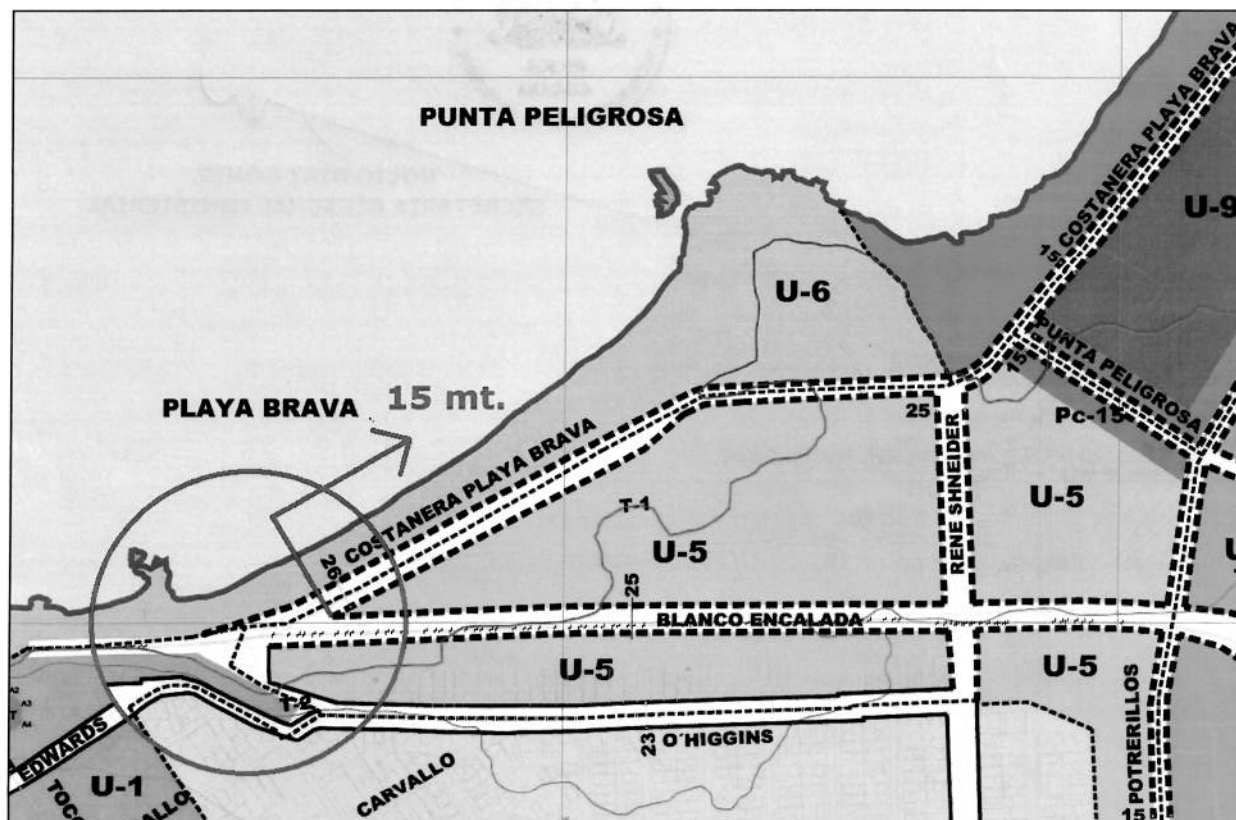 PUNTA PELIGROSA
COSTANERA PLAYA BRAVA
15
U-9
U-6
PUNTA PELIGROSA
15
Pc-15
PLAYA BRAVA
15 mt.
COSTANERA PLAYA BRAVA
26
25
RENE SHNEIDER
T-1
U-5
U-5
25
BLANCO ENCALADA
U-5
U-5
T-2
23
O´HIGGINS
EDWARDS
CARVALLO
U-1
POTRERILLOS
15